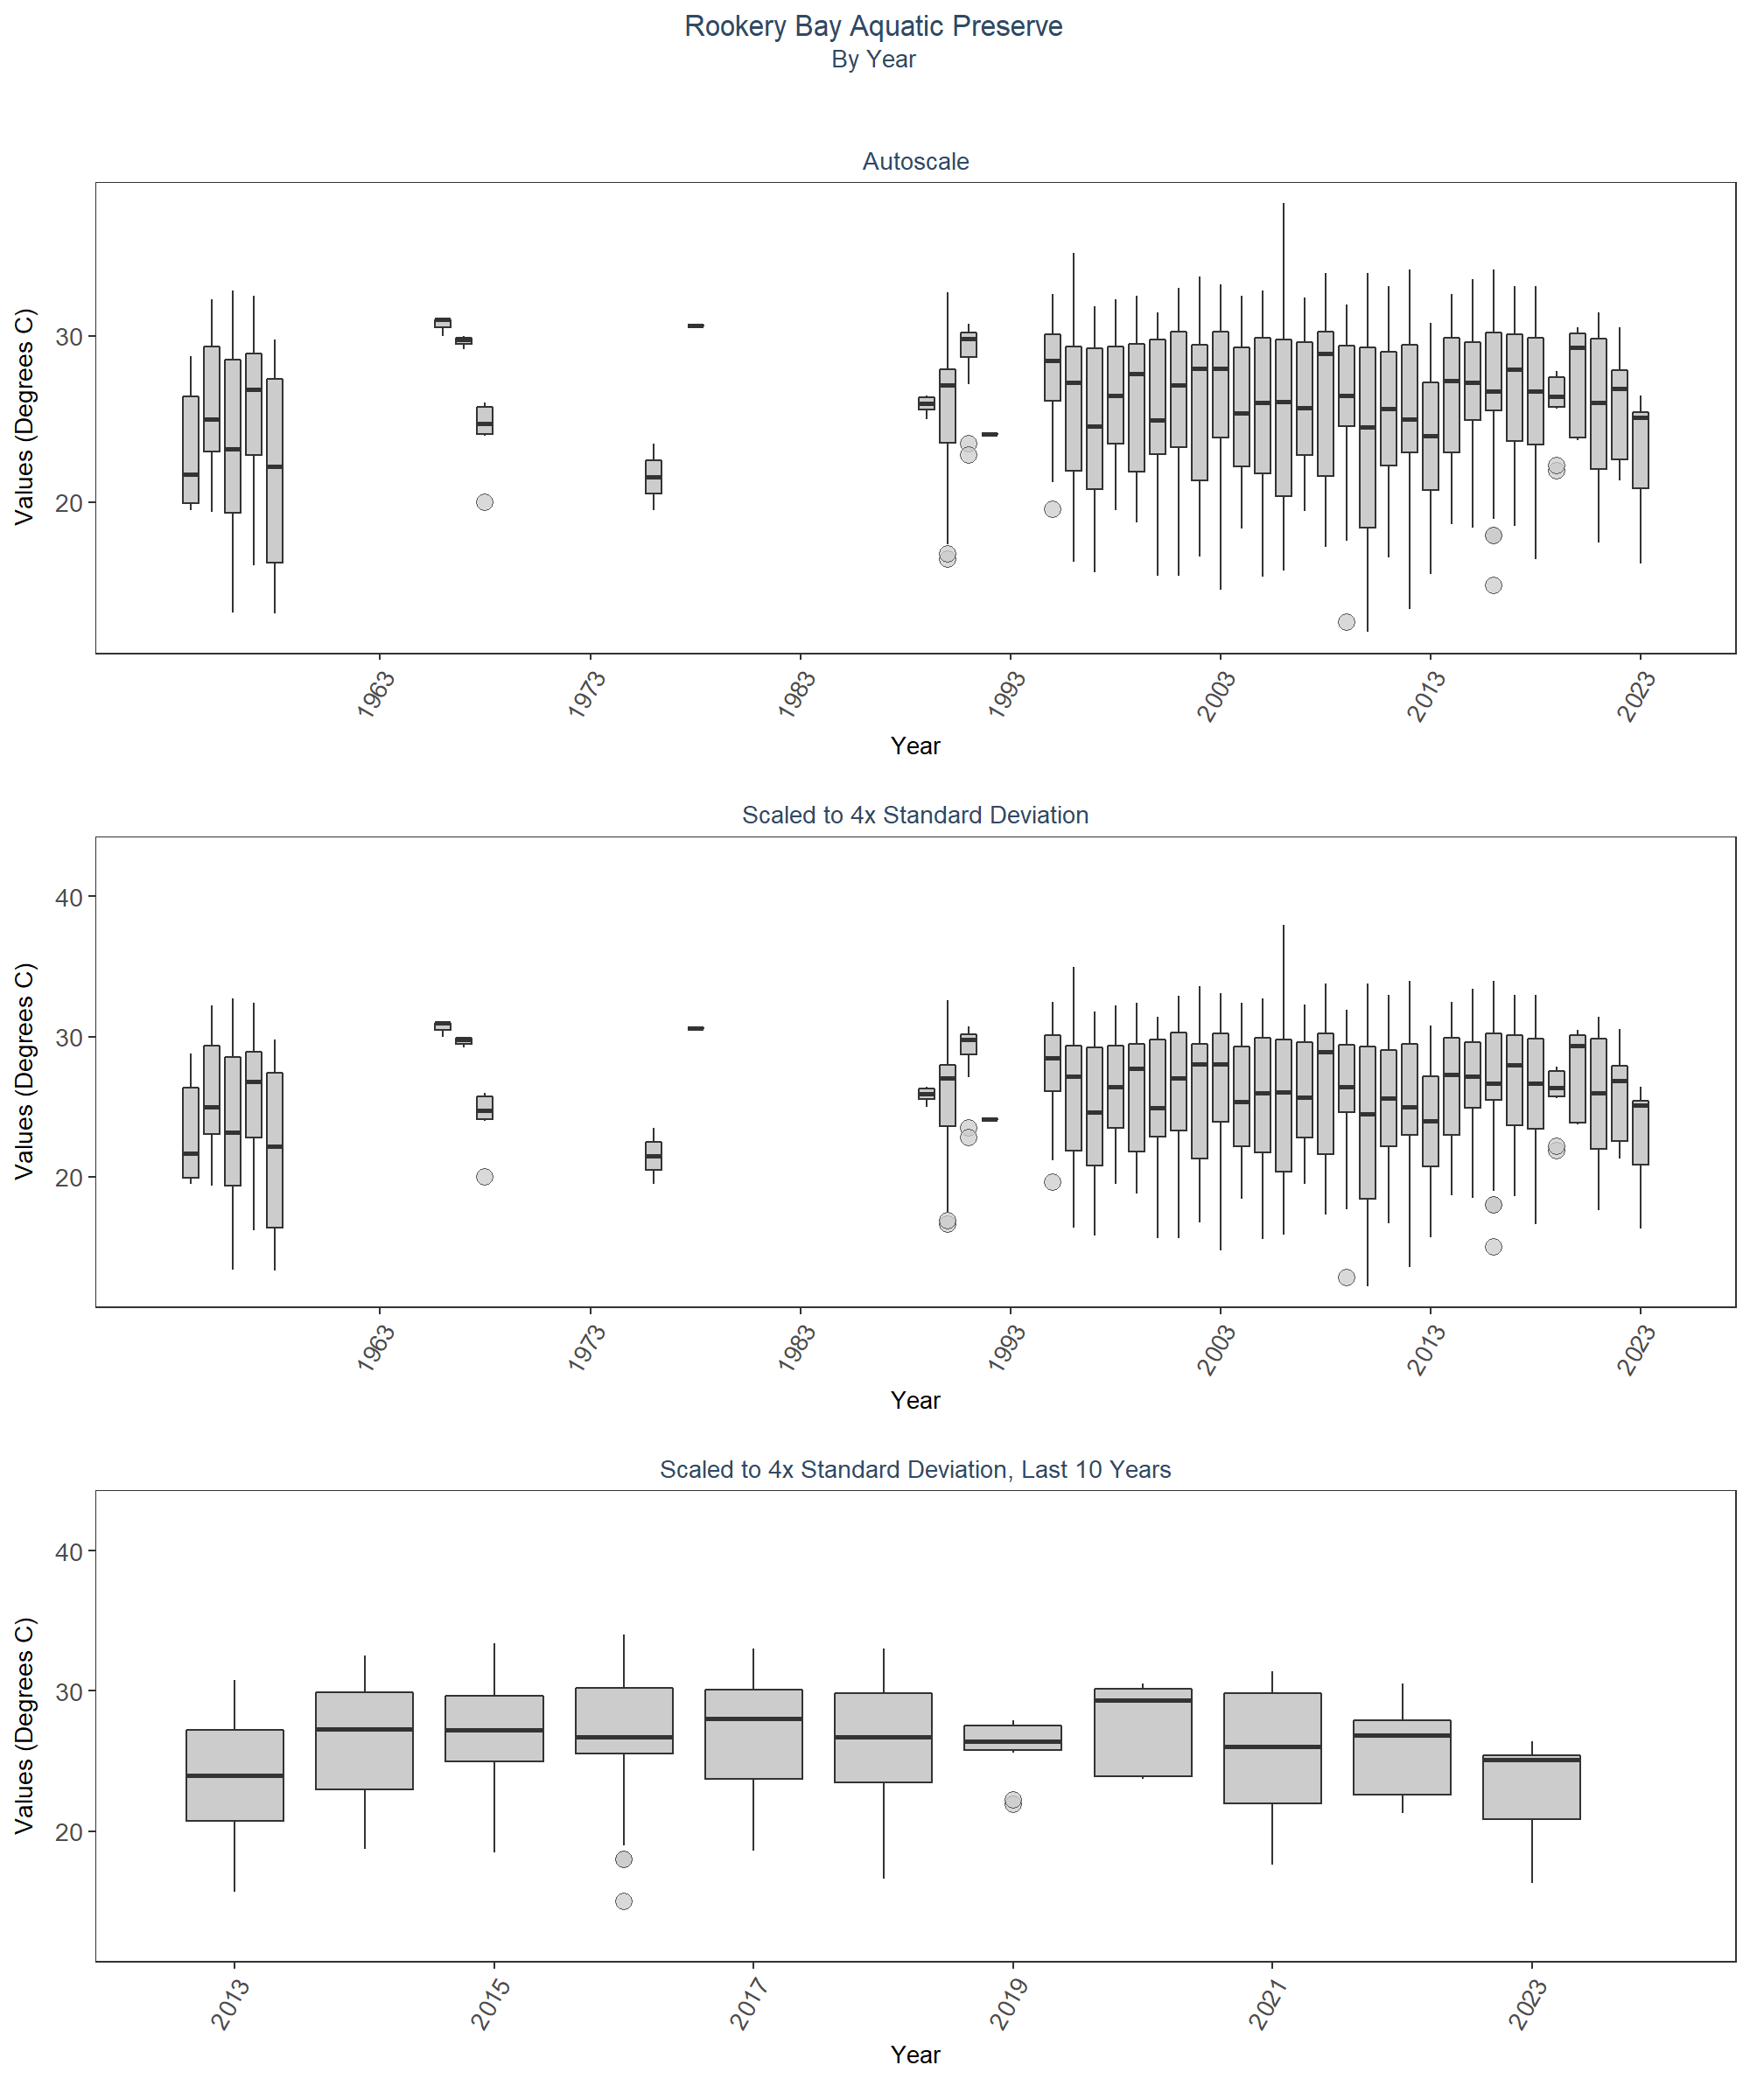 Rookery Bay Aquatic Preserve
By Year
Autoscale
Values (Degrees C)
30
20
1963 1973 1983 1993 2003 2013 2023
Year
Scaled to 4x Standard Deviation
Values (Degrees C)
40
30
20
1963 1973 1983 1993 2003 2013 2023
Year
Scaled to 4x Standard Deviation, Last 10 Years
Values (Degrees C)
40
30
20
2013 2015 2017 2019 2021 2023
Year